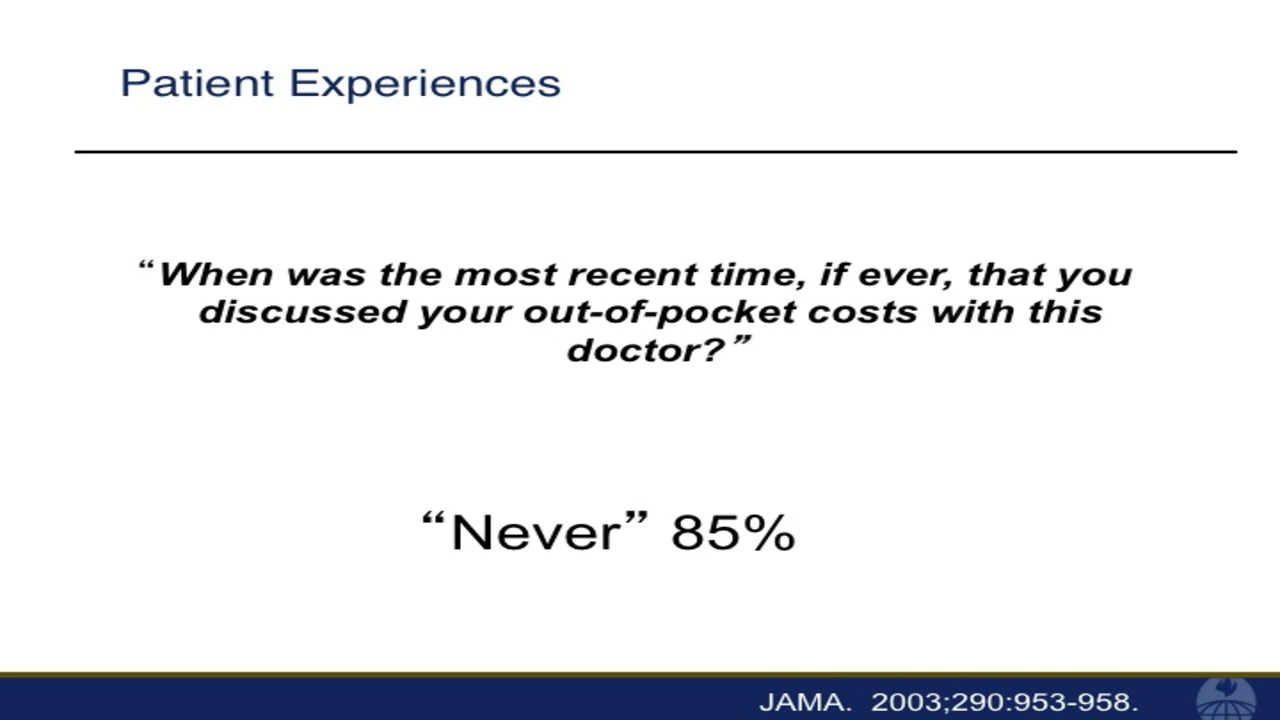 Patient Experiences
“When was the most recent time, if ever, that you
discussed your out-of-pocket costs with this
doctor?”
“Never” 85%
JAMA.  2003;290:953-958.